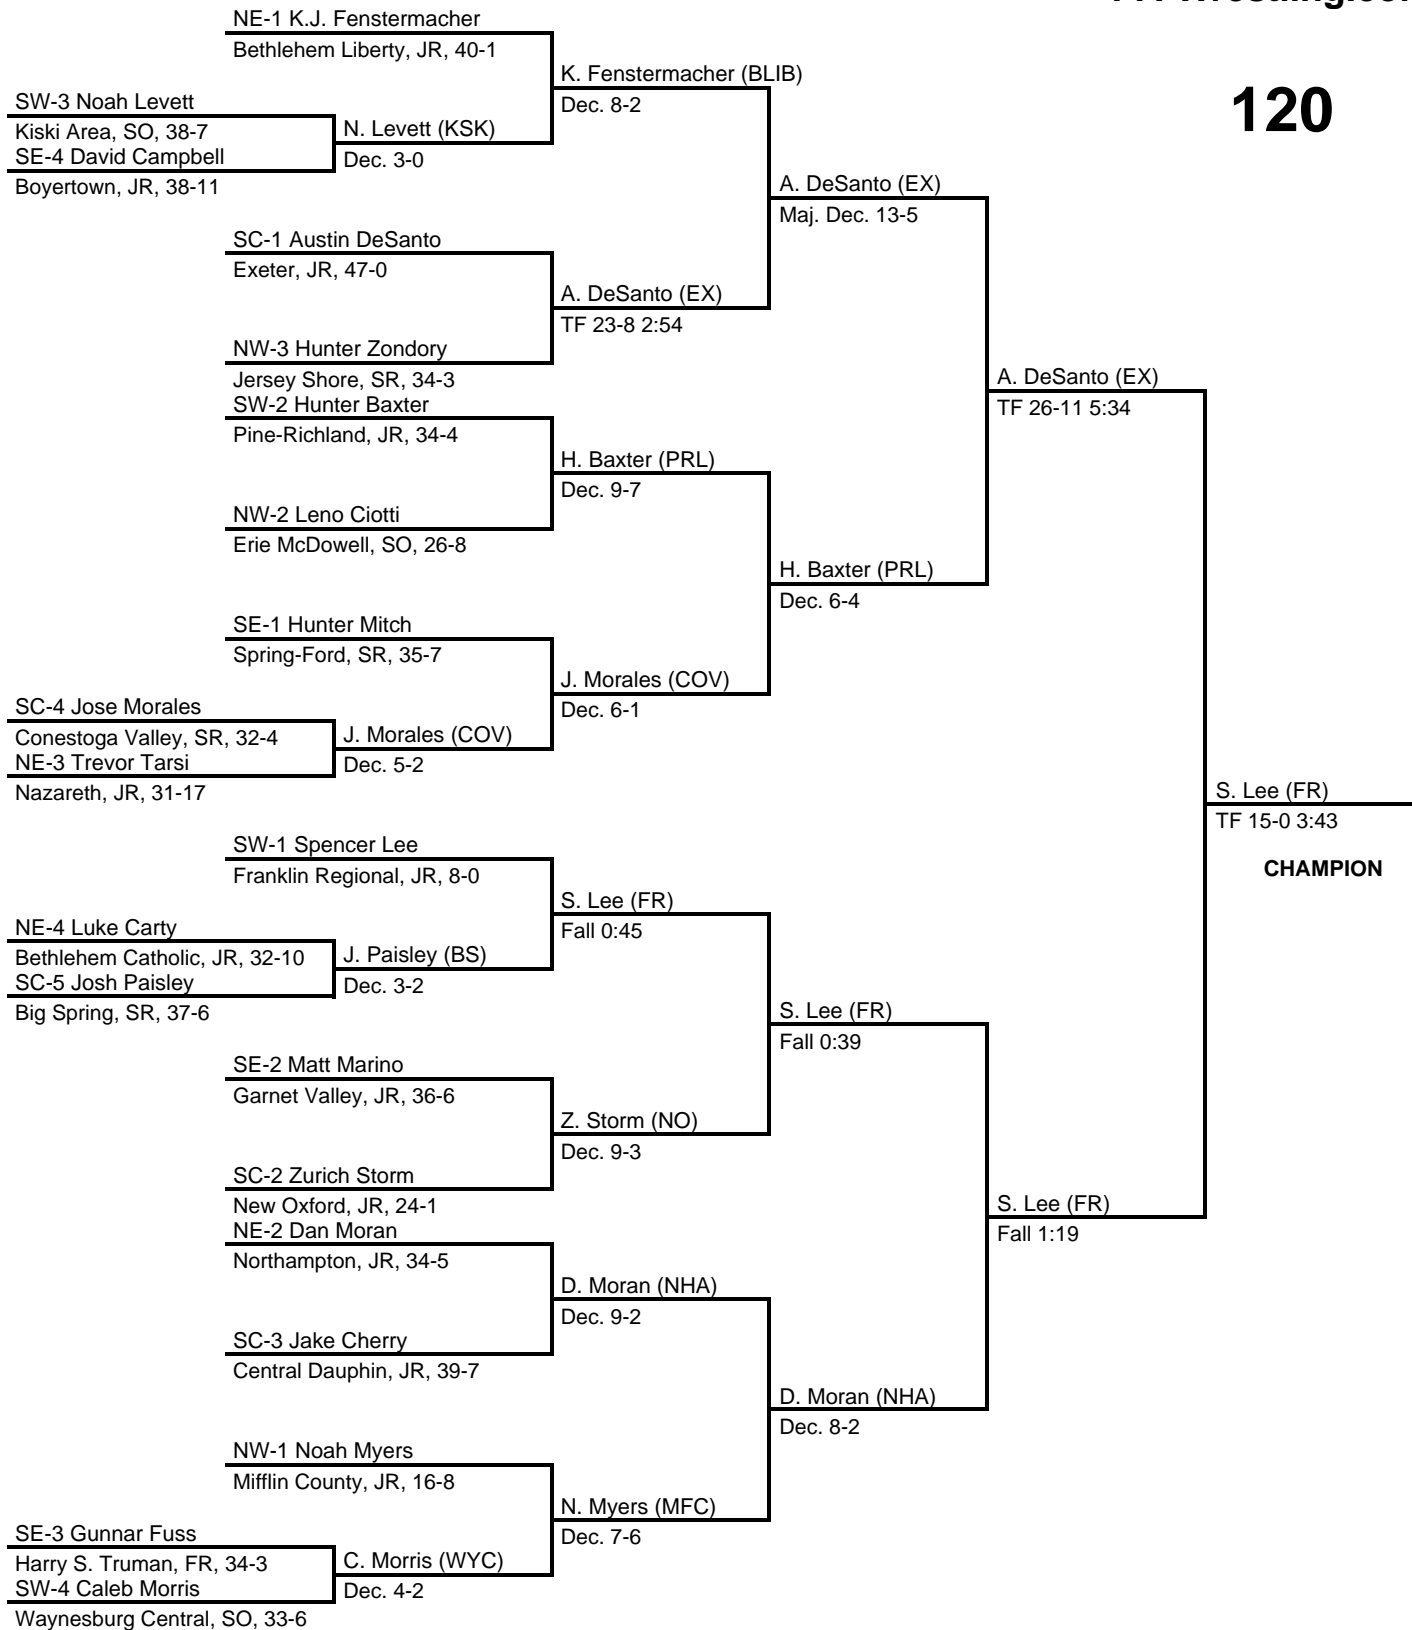 120
NE-1 K.J. Fenstermacher
Bethlehem Liberty, JR, 40-1
K. Fenstermacher (BLIB)
Dec. 8-2
SW-3 Noah Levett
Kiski Area, SO, 38-7
SE-4 David Campbell
Boyertown, JR, 38-11
N. Levett (KSK)
Dec. 3-0
A. DeSanto (EX)
Maj. Dec. 13-5
SC-1 Austin DeSanto
Exeter, JR, 47-0
A. DeSanto (EX)
TF 23-8 2:54
NW-3 Hunter Zondory
Jersey Shore, SR, 34-3
A. DeSanto (EX)
TF 26-11 5:34
SW-2 Hunter Baxter
Pine-Richland, JR, 34-4
H. Baxter (PRL)
Dec. 9-7
NW-2 Leno Ciotti
Erie McDowell, SO, 26-8
H. Baxter (PRL)
Dec. 6-4
SE-1 Hunter Mitch
Spring-Ford, SR, 35-7
J. Morales (COV)
Dec. 6-1
SC-4 Jose Morales
Conestoga Valley, SR, 32-4
NE-3 Trevor Tarsi
Nazareth, JR, 31-17
J. Morales (COV)
Dec. 5-2
S. Lee (FR)
TF 15-0 3:43
CHAMPION
SW-1 Spencer Lee
Franklin Regional, JR, 8-0
S. Lee (FR)
Fall 0:45
NE-4 Luke Carty
Bethlehem Catholic, JR, 32-10
SC-5 Josh Paisley
Big Spring, SR, 37-6
J. Paisley (BS)
Dec. 3-2
S. Lee (FR)
Fall 0:39
SE-2 Matt Marino
Garnet Valley, JR, 36-6
Z. Storm (NO)
Dec. 9-3
SC-2 Zurich Storm
New Oxford, JR, 24-1
S. Lee (FR)
Fall 1:19
NE-2 Dan Moran
Northampton, JR, 34-5
D. Moran (NHA)
Dec. 9-2
SC-3 Jake Cherry
Central Dauphin, JR, 39-7
D. Moran (NHA)
Dec. 8-2
NW-1 Noah Myers
Mifflin County, JR, 16-8
N. Myers (MFC)
Dec. 7-6
SE-3 Gunnar Fuss
Harry S. Truman, FR, 34-3
SW-4 Caleb Morris
Waynesburg Central, SO, 33-6
C. Morris (WYC)
Dec. 4-2